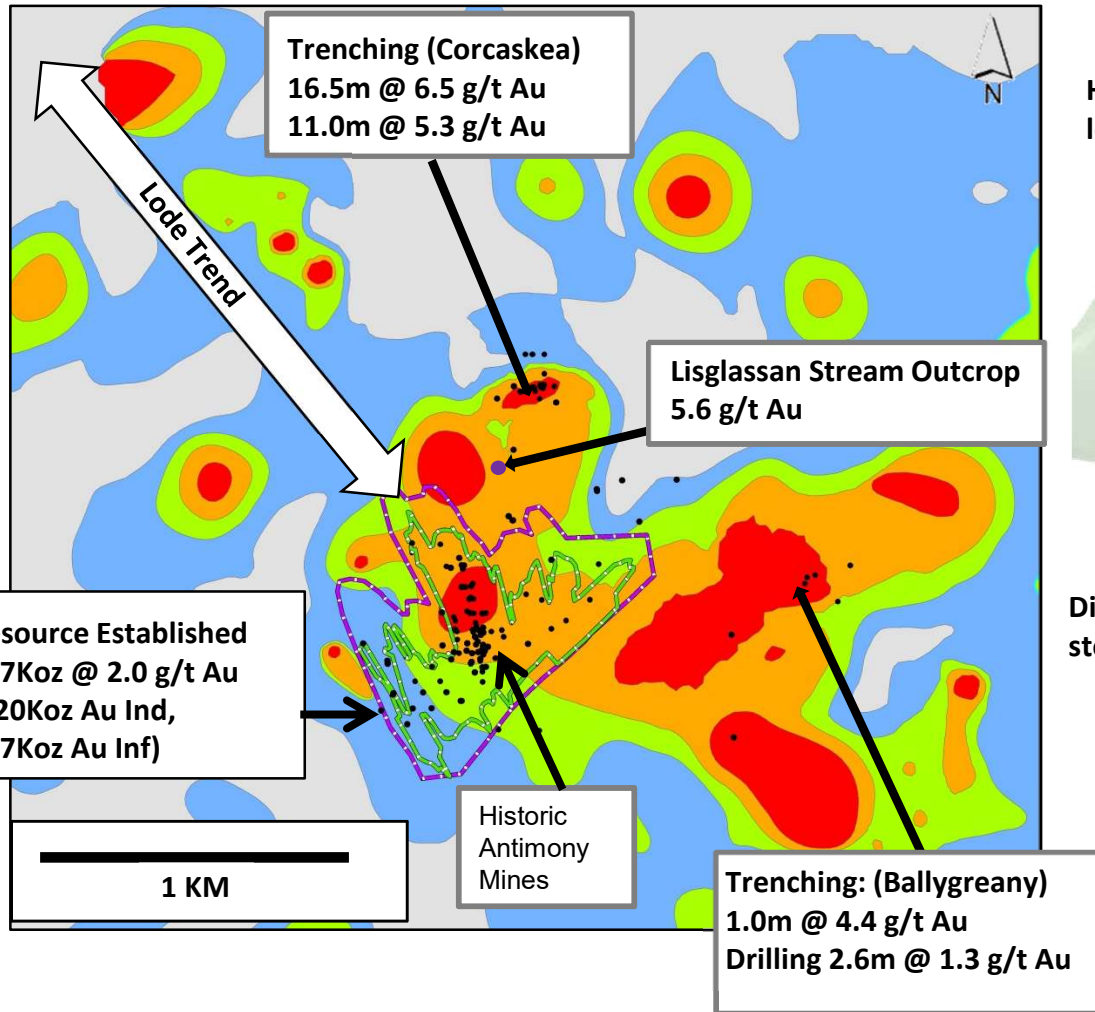 Trenching (Corcaskea)
16.5m @ 6.5 g/t Au
11.0m @ 5.3 g/t Au
N
Lode Trend
Lisglassan Stream Outcrop
5.6 g/t Au
source Established
7Koz @ 2.0 g/t Au
20Koz Au Ind,
7Koz Au Inf)
Historic
Antimony
Mines
1 KM
Trenching: (Ballygreany)
1.0m @ 4.4 g/t Au
Drilling 2.6m @ 1.3 g/t Au
H
Di
ste